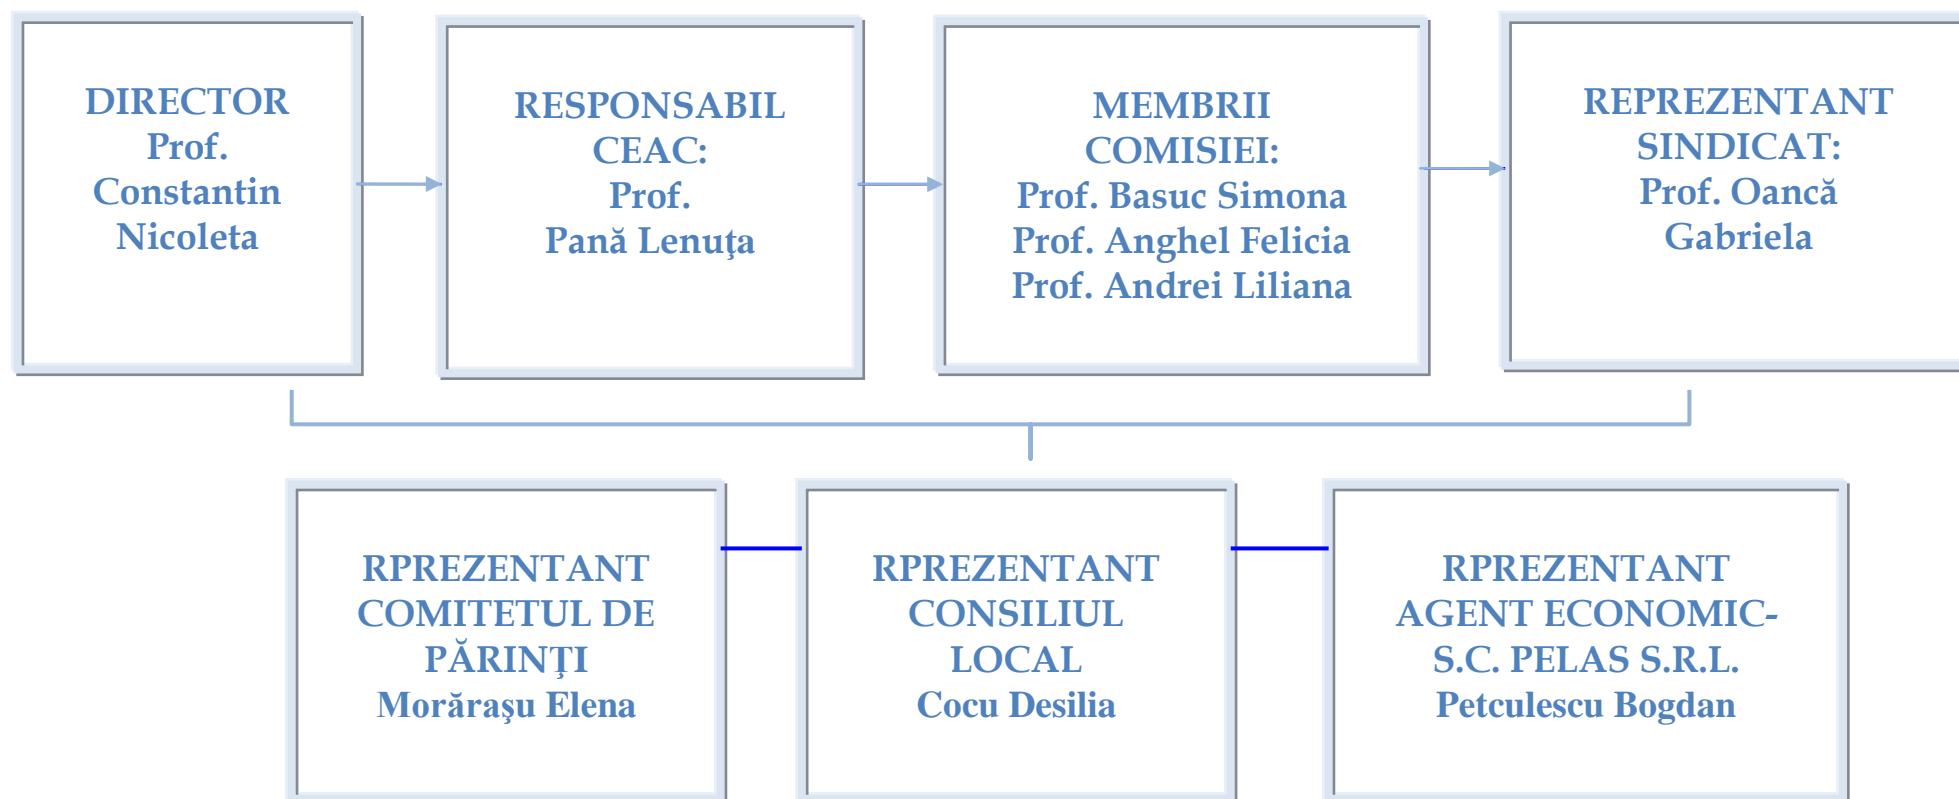 DIRECTOR
Prof.
Constantin
Nicoleta
RESPONSABIL
CEAC:
Prof.
Pană Lenuţa
MEMBRII
COMISIEI:
Prof. Basuc Simona
Prof. Anghel Felicia
Prof. Andrei Liliana
REPREZENTANT
SINDICAT:
Prof. Oancă
Gabriela
RPREZENTANT
COMITETUL DE
PĂRINŢI
Morăraşu Elena
RPREZENTANT
CONSILIUL
LOCAL
Cocu Desilia
RPREZENTANT
AGENT ECONOMIC-
S.C. PELAS S.R.L.
Petculescu Bogdan